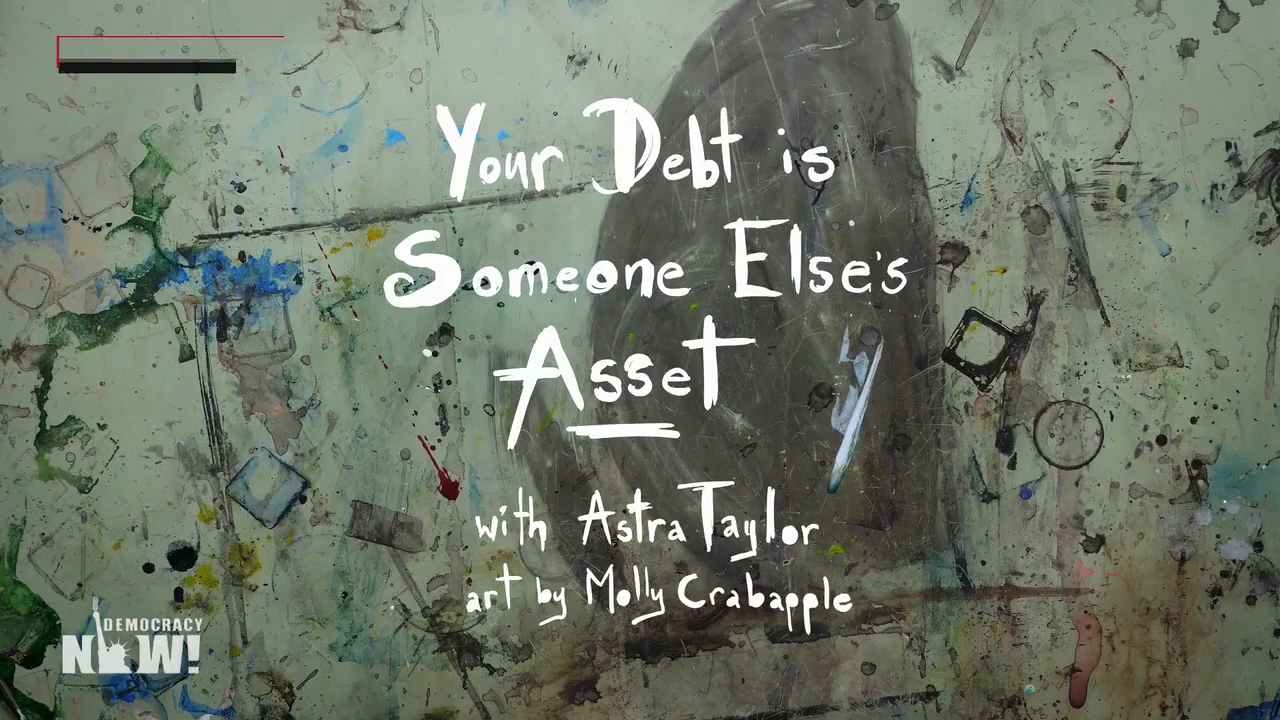 Your Debt is
Someone Else's
Asset
with Astra Taylor
art by Molly Crabapple
DEMOCRACY
NOW!